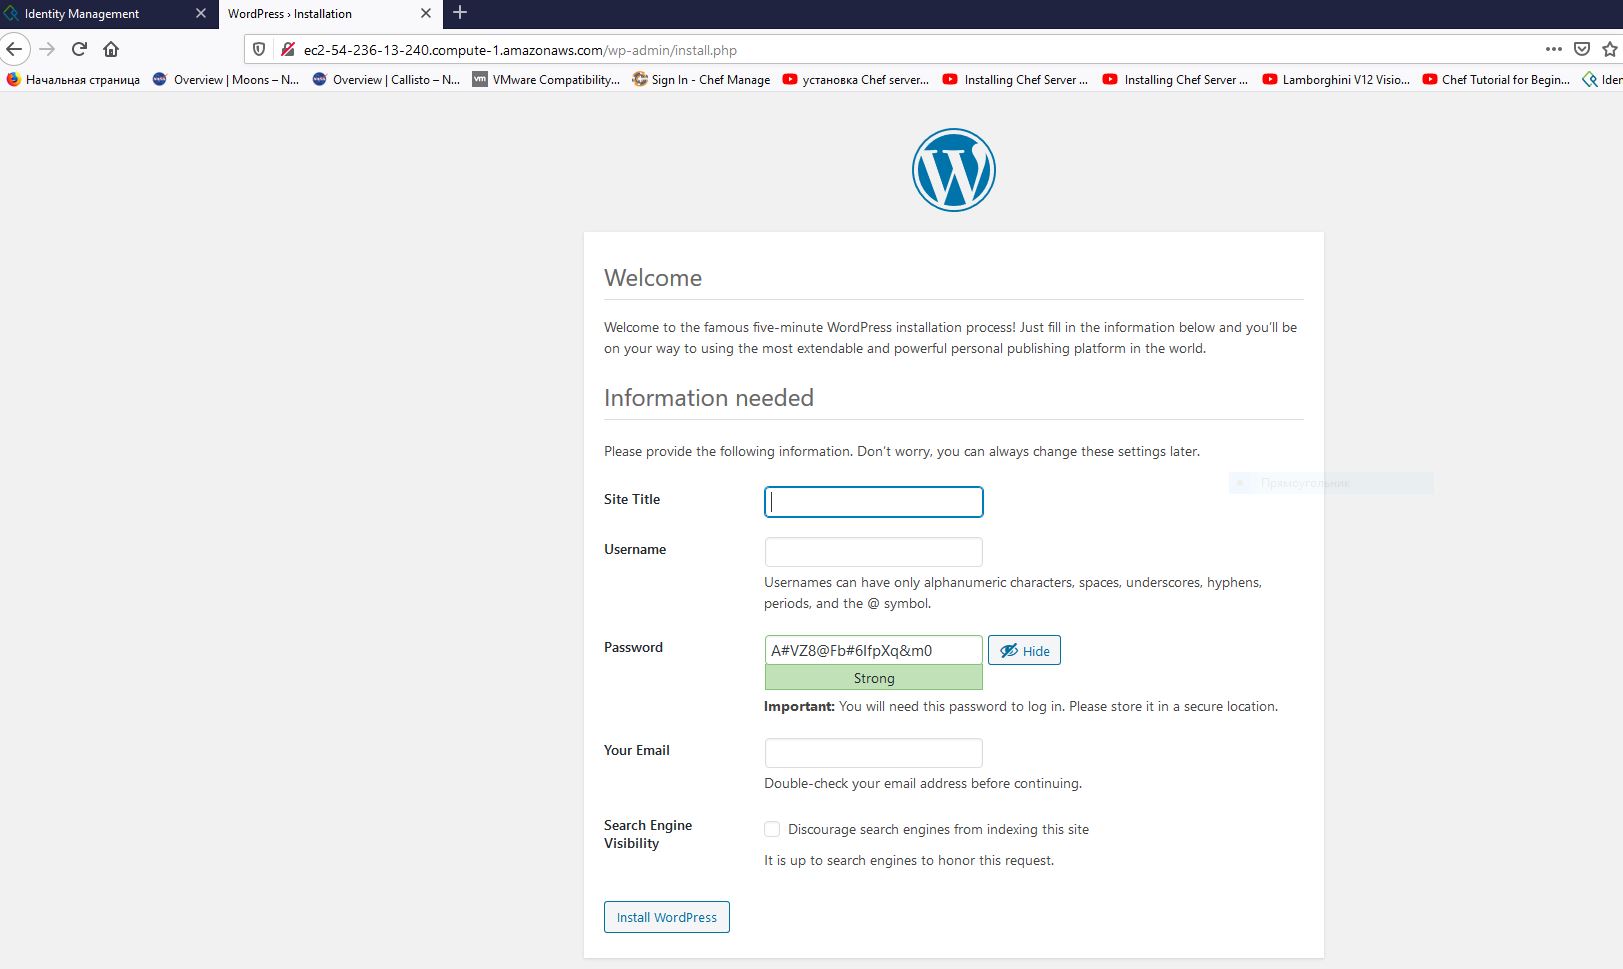 Identity Management
WordPress › Installation
ec2-54-236-13-240.compute-1.amazonaws.com/wp-admin/install.php
Начальная страница Overview | Moons – N... Overview | Callisto – N... vm VMware Compatibility... Sign In - Chef Manage установка Chef server... Installing Chef Server ... Installing Chef Server ... Lamborghini V12 Visio... Chef Tutorial for Begin... Iden
Welcome
Welcome to the famous five-minute WordPress installation process! Just fill in the information below and you'll be
on your way to using the most extendable and powerful personal publishing platform in the world.
Information needed
Please provide the following information. Don't worry, you can always change these settings later.
Прямоугольник
Site Title
Username
Usernames can have only alphanumeric characters, spaces, underscores, hyphens,
periods, and the @ symbol.
Password
A#VZ8@Fb#6IfpXq&m0
Hide
Strong
Important: You will need this password to log in. Please store it in a secure location.
Your Email
Double-check your email address before continuing.
Search Engine
Visibility
Discourage search engines from indexing this site
It is up to search engines to honor this request.
Install WordPress